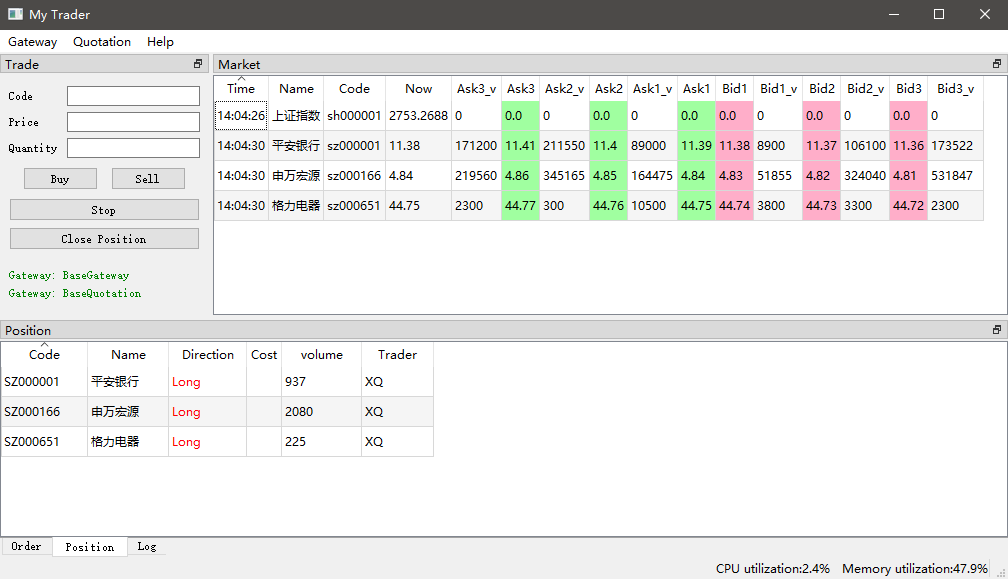 My Trader
Gateway Quotation Help
Trade
Code
Price
Quantity
Buy Sell
Stop
Close Position
Gateway: BaseGateway
Gateway: BaseQuotation
Market
Time Name Code Now Ask3_v Ask3 Ask2_v Ask2 Ask1_v Ask1 Bid1 Bid1_v Bid2 Bid2_v Bid3 Bid3_v
14:04:26 上证指数 sh000001 2753.2688 0 0.0 0 0.0 0 0.0 0.0 0 0.0 0 0.0 0
14:04:30 平安银行 sz000001 11.38 171200 11.41 211550 11.4 89000 11.39 11.38 8900 11.37 106100 11.36 173522
14:04:30 申万宏源 sz000166 4.84 219560 4.86 345165 4.85 164475 4.84 4.83 51855 4.82 324040 4.81 531847
14:04:30 格力电器 sz000651 44.75 2300 44.77 300 44.76 10500 44.75 44.74 3800 44.73 3300 44.72 2300
Position
Code Name Direction Cost volume Trader
SZ000001 平安银行 Long 937 XQ
SZ000166 申万宏源 Long 2080 XQ
SZ000651 格力电器 Long 225 XQ
Order Position Log
CPU utilization:2.4% Memory utilization:47.9%